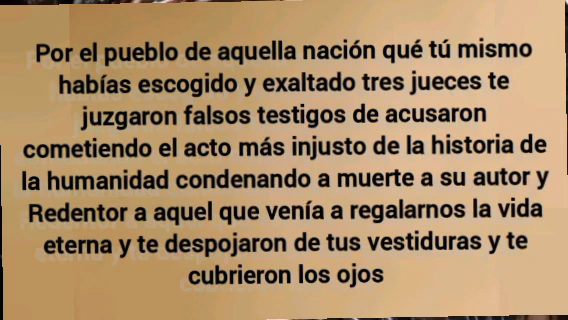 Por el pueblo de aquella nación qué tú mismo
habías escogido y exaltado tres jueces te
juzgaron falsos testigos de acusaron
cometiendo el acto más injusto de la historia de
la humanidad condenando a muerte a su autor y
Redentor a aquel que venía a regalarnos la vida
eterna y te despojaron de tus vestiduras y te
cubrieron los ojos